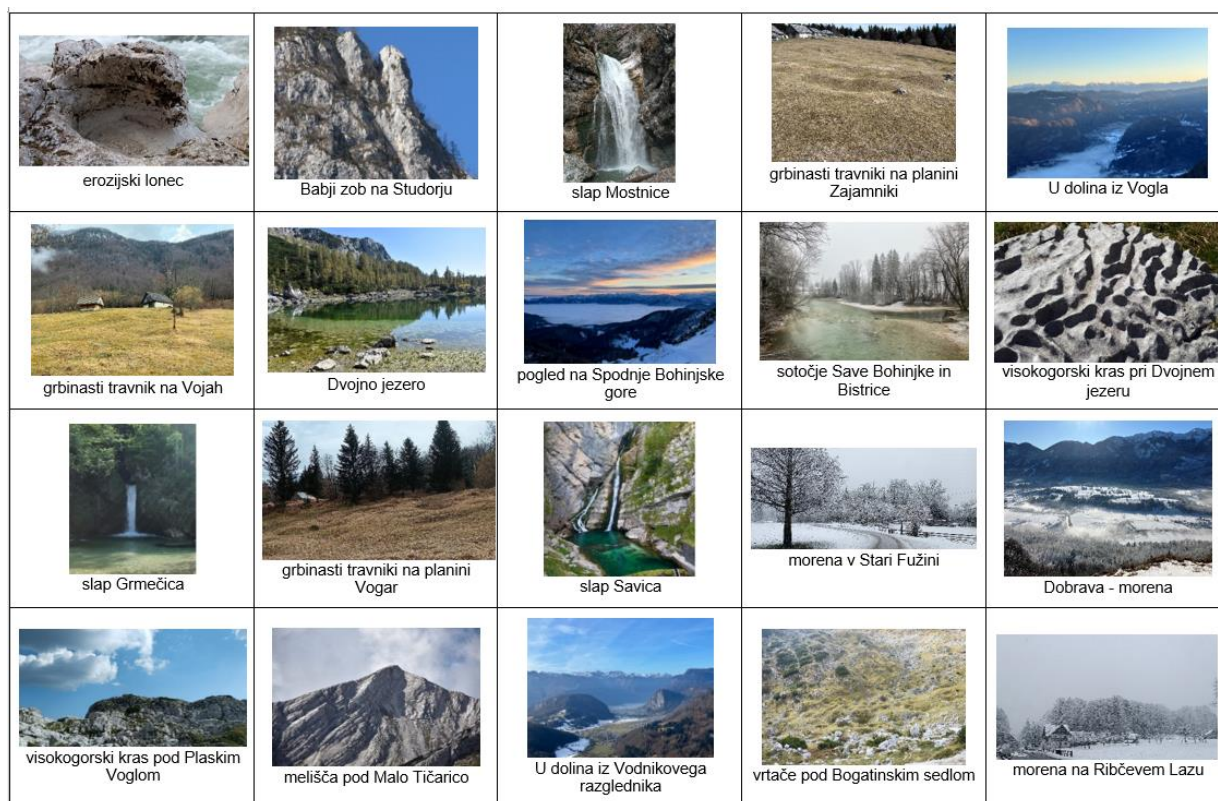 erozijski lonec
Babji zob na Studorju
slap Mostnice
grbinasti travniki na planini
Zajamniki
U dolina iz Vogla
grbinasti travnik na Vojah
Dvojno jezero
pogled na Spodnje Bohinjske
gore
sotočje Save Bohinjke in
Bistrice
visokogorski kras pri Dvojnem
jezeru
slap Grmečica
grbinasti travniki na planini
Vogar
slap Savica
morena v Stari Fužini
Dobrava - morena
visokogorski kras pod Plaskim
Voglom
melišča pod Malo Tičarico
U dolina iz Vodnikovega
razglednika
vrtače pod Bogatinskim sedlom
morena na Ribčevem Lazu